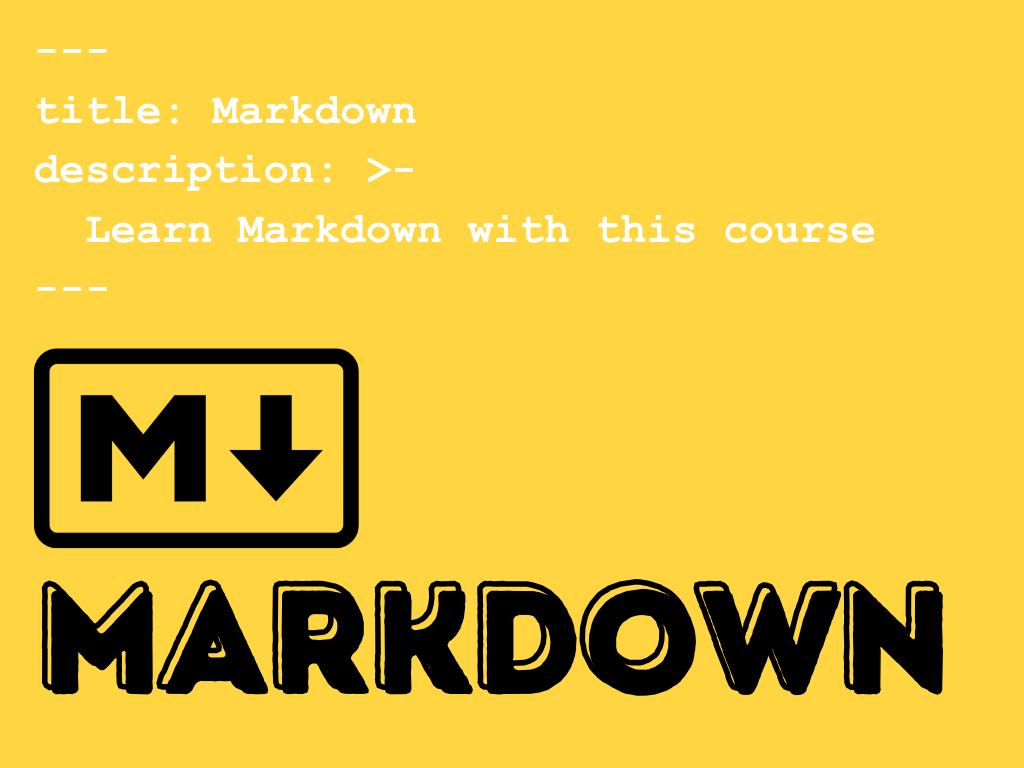 ---
title: Markdown
description: >-
  Learn Markdown with this course
---
M
MARKDOWN